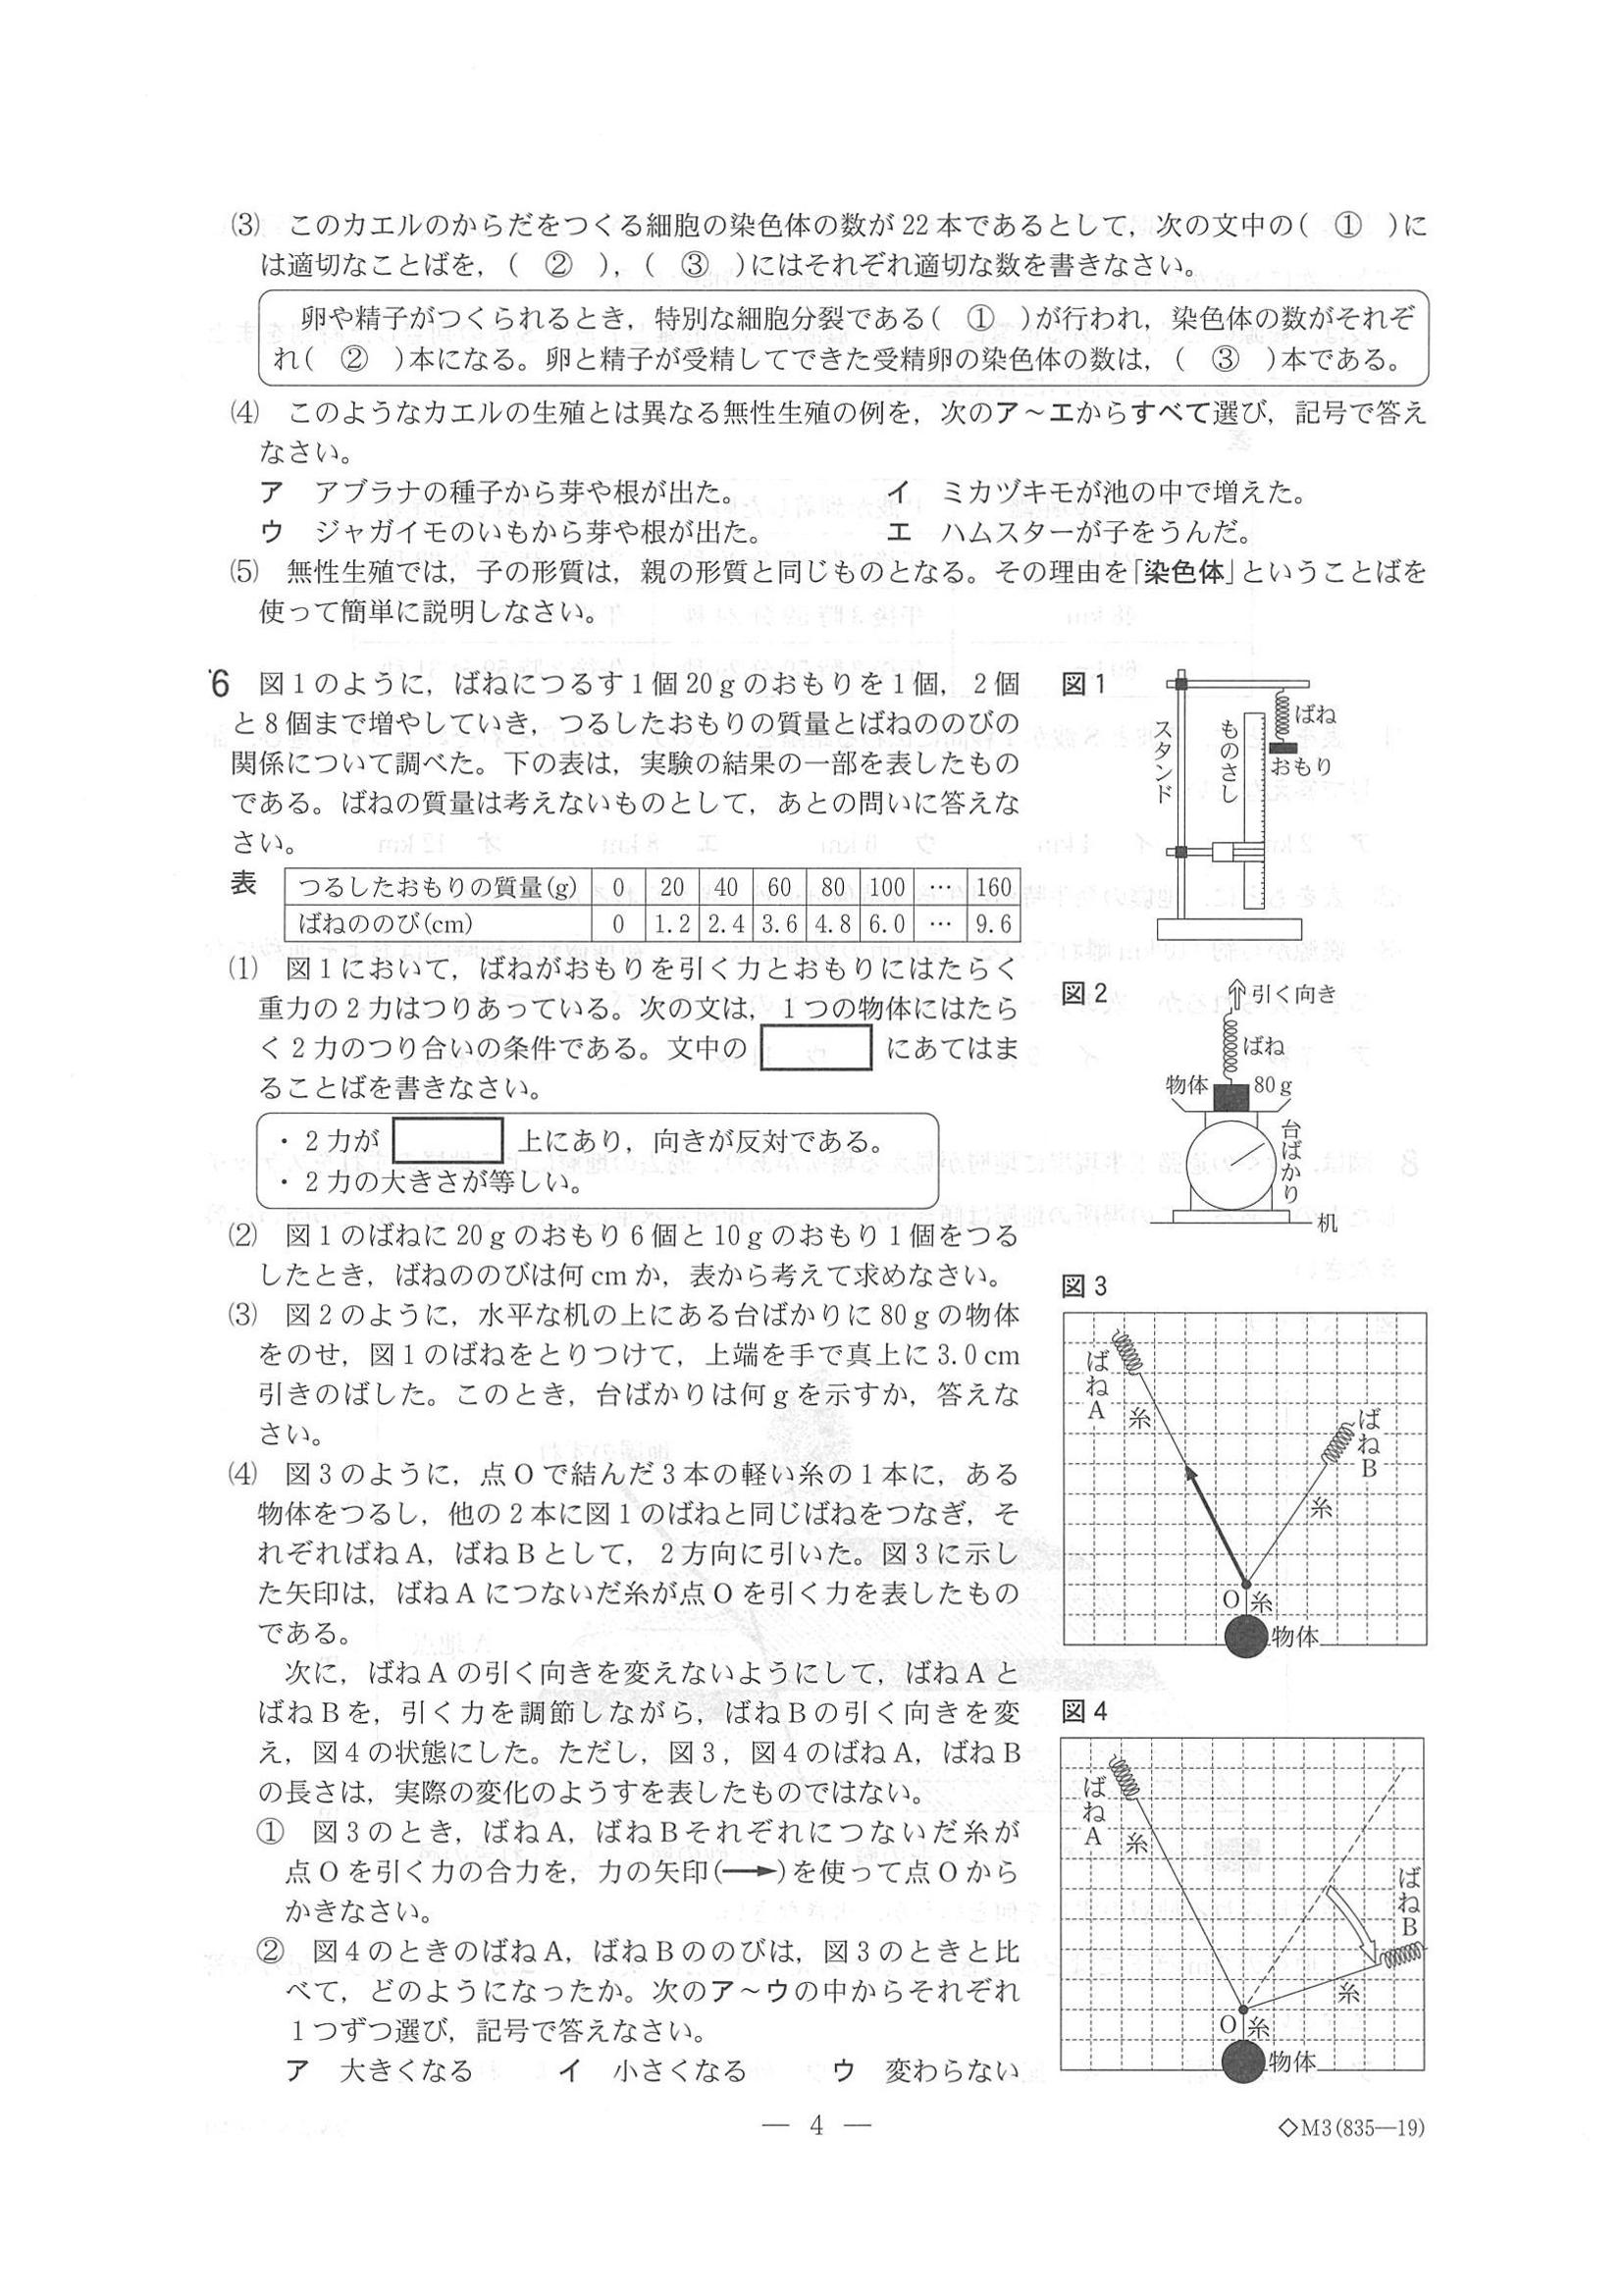 ⑶　このカエルのからだをつくる細胞の染色体の数が22本であるとして，次の文中の(　①　)に
は適切なことばを，(　②　)，(　③　)にはそれぞれ適切な数を書きなさい。
卵や精子がつくられるとき，特別な細胞分裂である(　①　)が行われ，染色体の数がそれぞ
れ(　②　)本になる。卵と精子が受精してできた受精卵の染色体の数は，(　③　)本である。
⑷　このようなカエルの生殖とは異なる無性生殖の例を，次のア～エからすべて選び，記号で答え
なさい。
ア　アブラナの種子から芽や根が出た。　イ　ミカヅキモが池の中で増えた。
ウ　ジャガイモのいもから芽や根が出た。　エ　ハムスターが子をうんだ。
⑸　無性生殖では，子の形質は，親の形質と同じものとなる。その理由を「染色体」ということばを
使って簡単に説明しなさい。
6　図1のように，ばねにつるす1個20gのおもりを1個，2個
と8個まで増やしていき，つるしたおもりの質量とばねののびの
関係について調べた。下の表は，実験の結果の一部を表したもの
である。ばねの質量は考えないものとして，あとの問いに答えな
さい。
表
つるしたおもりの質量(g)　0　20　40　60　80　100　…　160
ばねののび(cm)　0　1.2　2.4　3.6　4.8　6.0　…　9.6
⑴　図1において，ばねがおもりを引く力とおもりにはたらく
重力の2力はつりあっている。次の文は，1つの物体にはたら
く2力のつり合いの条件である。文中の　　　にあてはま
ることばを書きなさい。
・2力が　　　上にあり，向きが反対である。
・2力の大きさが等しい。
⑵　図1のばねに20gのおもり6個と10gのおもり1個をつる
したとき，ばねののびは何cmか，表から考えて求めなさい。
⑶　図2のように，水平な机の上にある台ばかりに80gの物体
をのせ，図1のばねをとりつけて，上端を手で真上に3.0cm
引きのばした。このとき，台ばかりは何gを示すか，答えな
さい。
⑷　図3のように，点Oで結んだ3本の軽い糸の1本に，ある
物体をつるし，他の2本に図1のばねと同じばねをつなぎ，そ
れぞればねA，ばねBとして，2方向に引いた。図3に示し
た矢印は，ばねAにつないだ糸が点Oを引く力を表したもの
である。
次に，ばねAの引く向きを変えないようにして，ばねAと
ばねBを，引く力を調節しながら，ばねBの引く向きを変
え，図4の状態にした。ただし，図3，図4のばねA，ばねB
の長さは，実際の変化のようすを表したものではない。
①　図3のとき，ばねA，ばねBそれぞれにつないだ糸が
点Oを引く力の合力を，力の矢印(→)を使って点Oから
かきなさい。
②　図4のときのばねA，ばねBののびは，図3のときと比
べて，どのようになったか。次のア～ウの中からそれぞれ
1つずつ選び，記号で答えなさい。
ア　大きくなる　イ　小さくなる　ウ　変わらない
図1
スタンド
ものさし
ばね
おもり
図2
引く向き
ばね
物体
80g
台ばかり
机
図3
ばねA
糸
ばねB
糸
O
糸
物体
図4
ばねA
糸
ばねB
糸
O
糸
物体
― 4 ―
◇M3(835―19)